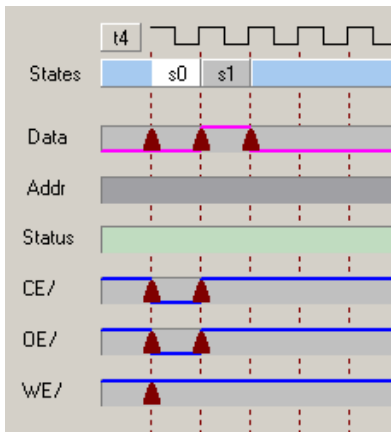 t4
States s0 s1
Data
Addr
Status
CE/
OE/
WE/